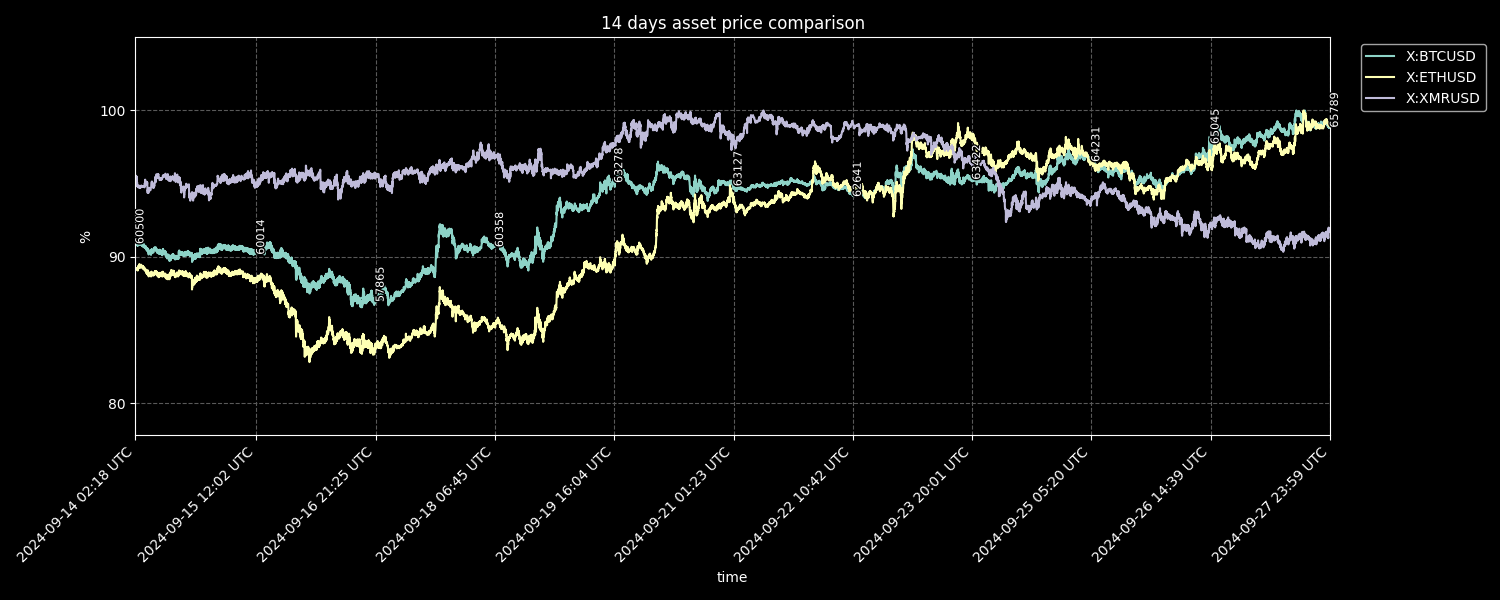 14 days asset price comparison
X:BTCUSD
X:ETHUSD
X:XMRUSD
%
100
90
80
60500
60014
57865
60358
63278
63127
62641
63422
64231
65045
65789
2024-09-14 02:18 UTC
2024-09-15 12:02 UTC
2024-09-16 21:25 UTC
2024-09-18 06:45 UTC
2024-09-19 16:04 UTC
2024-09-21 01:23 UTC
2024-09-22 10:42 UTC
2024-09-23 20:01 UTC
2024-09-25 05:20 UTC
2024-09-26 14:39 UTC
2024-09-27 23:59 UTC
time